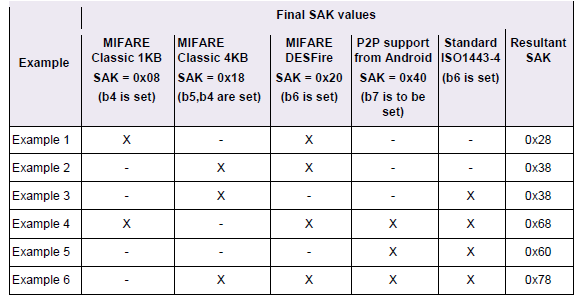 Final SAK values
Example
MIFARE Classic 1KB SAK = 0x08 (b4 is set)
MIFARE Classic 4KB SAK = 0x18 (b5,b4 are set)
MIFARE DESFire SAK = 0x20 (b6 is set)
P2P support from Android SAK = 0x40 (b7 is to be set)
Standard ISO1443-4 (b6 is set)
Resultant SAK
Example 1 X - X - - 0x28
Example 2 - X X - - 0x38
Example 3 - X - - X 0x38
Example 4 X - X X X 0x68
Example 5 - - - X X 0x60
Example 6 - X X X X 0x78